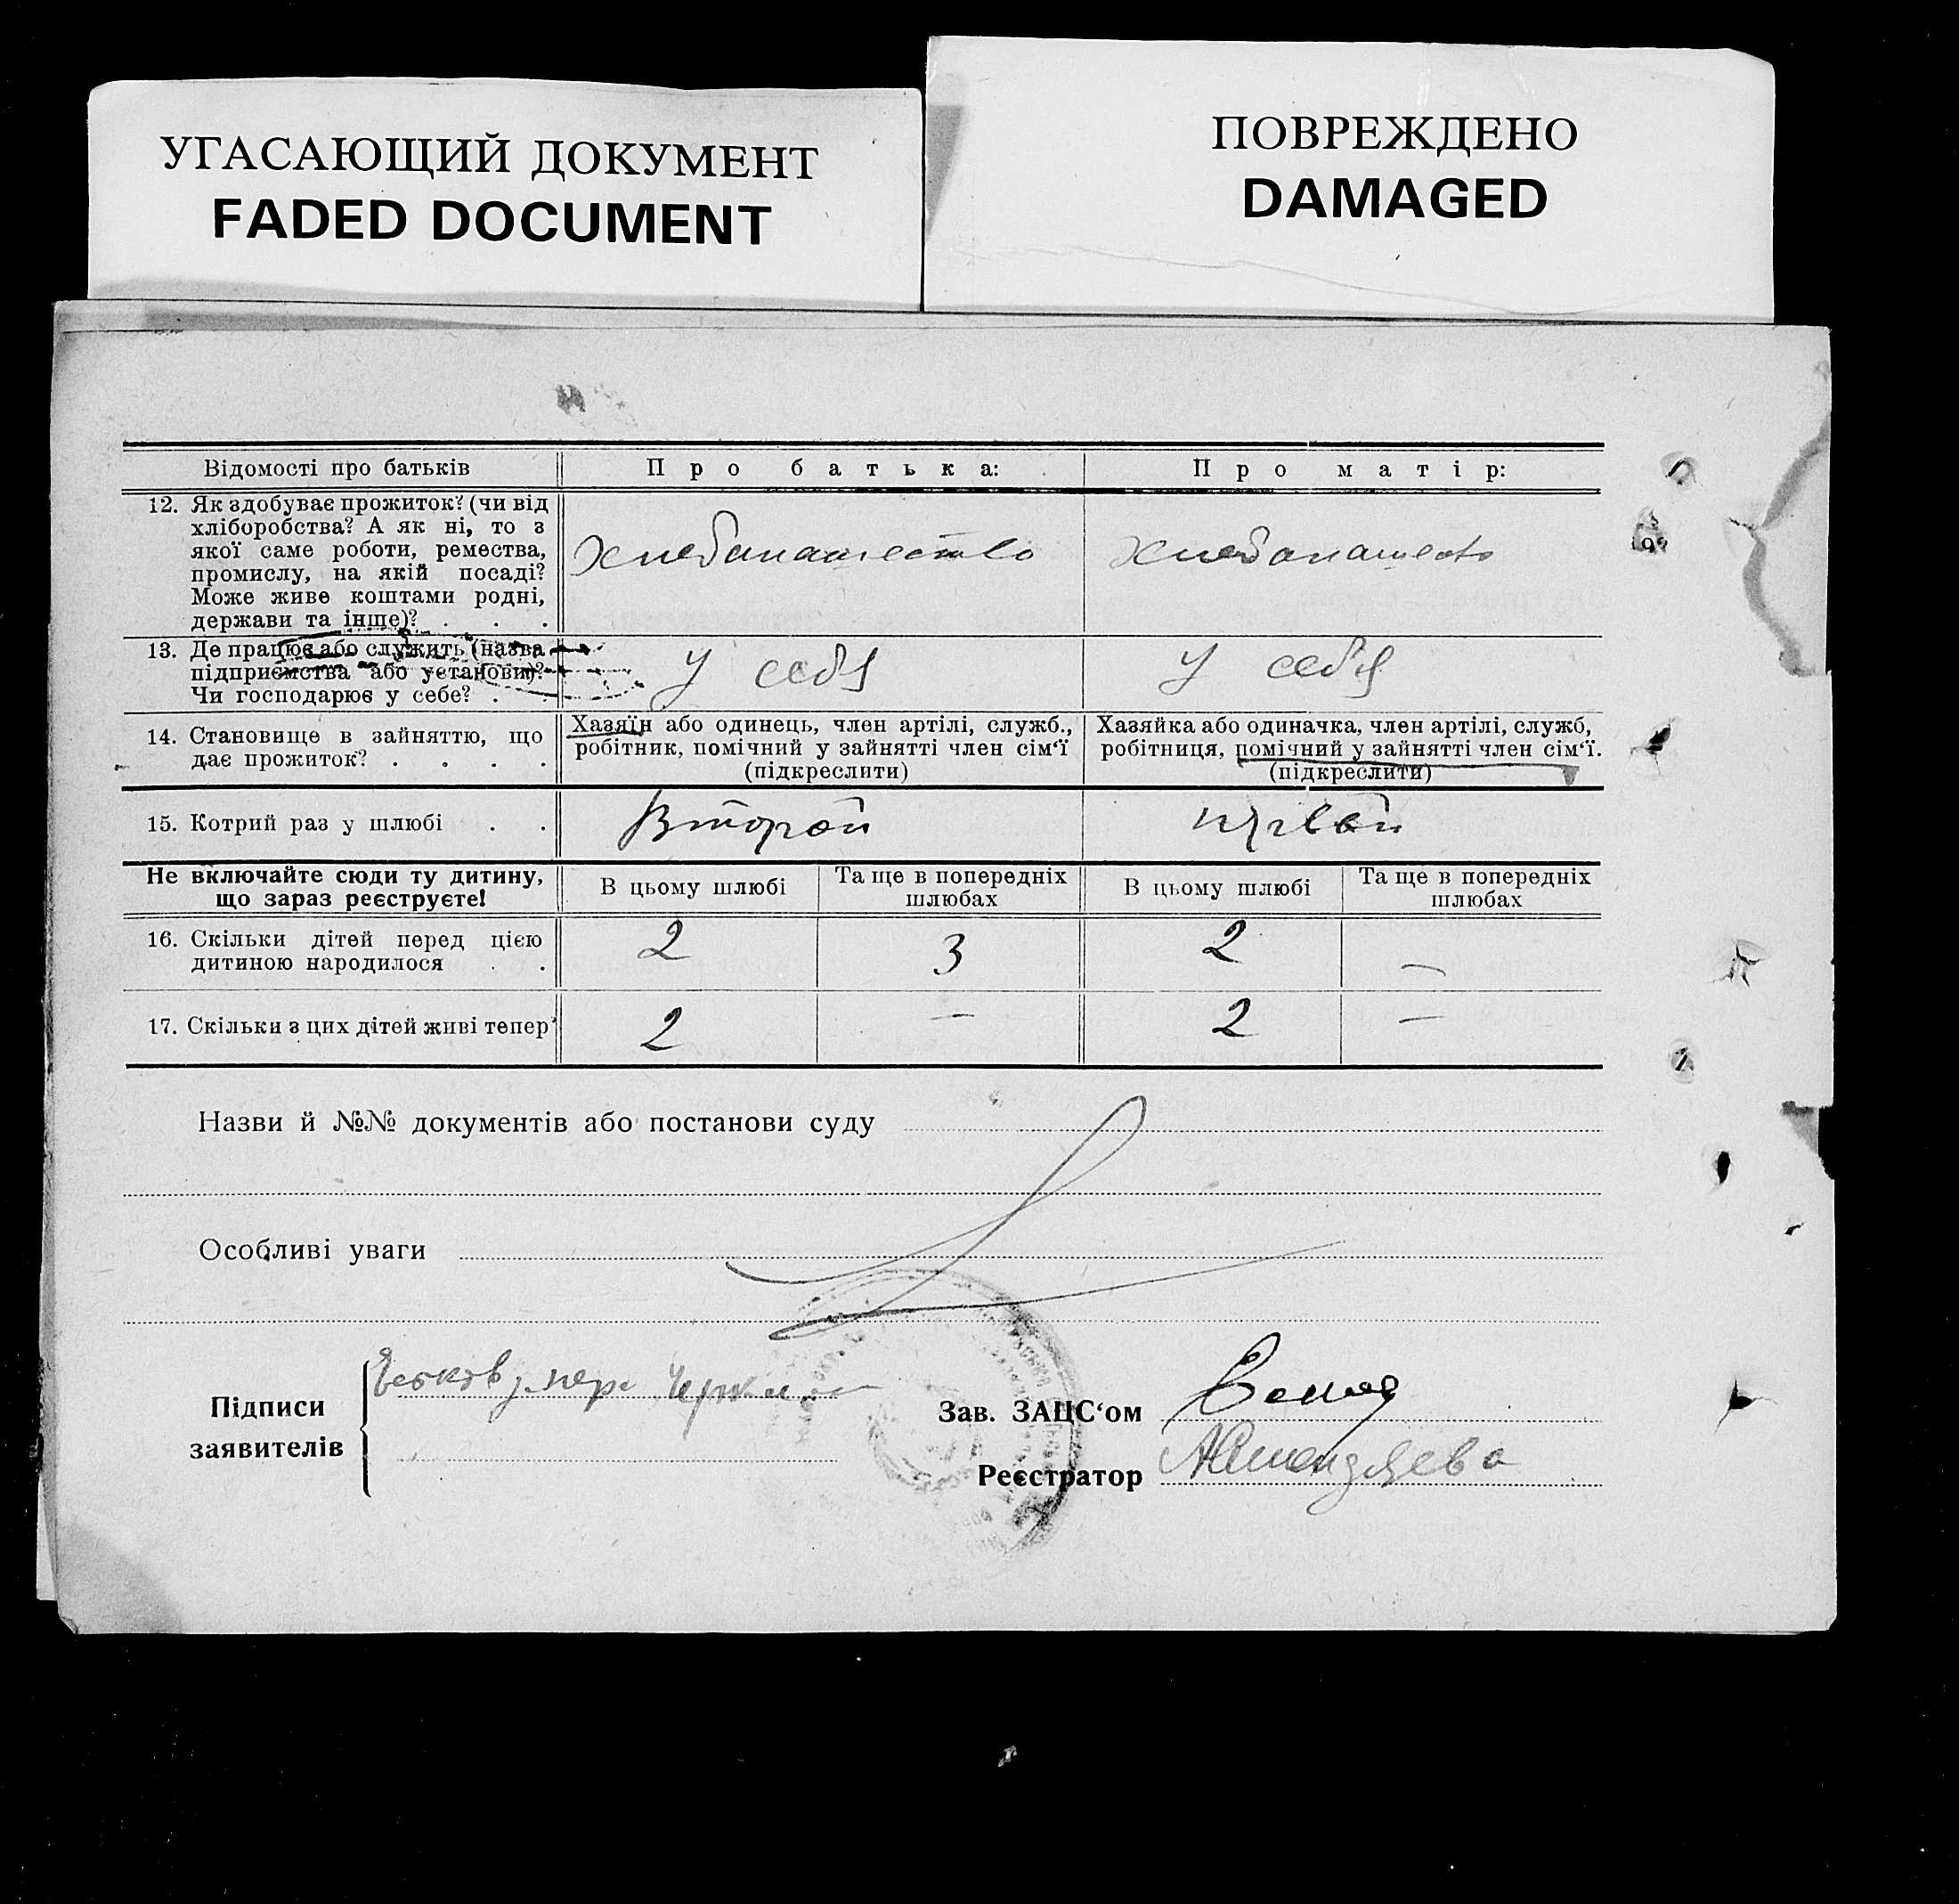 УГАСАЮЩИЙ ДОКУМЕНТ
FADED DOCUMENT
ПОВРЕЖДЕНО
DAMAGED
Відомості про батьків
Про батька:
Про матір:
12. Як здобуває прожиток? (чи від
хліборобства? А як ні, то з
якої саме роботи, ремества,
промислу, на якій посаді?
Може живе коштами родні,
держави та інше)? . . .
Хлебопашество
Хлебопашество
13. Де працює або служить (назва
підприємства або установи)?
Чи господарює у себе? . .
У себя
У себя
14. Становище в зайняттю, що
дає прожиток? . . . .
Хазяїн або одинець, член артілі, служб.,
робітник, помічний у зайнятті член сім‘ї
(підкреслити)
Хазяйка або одиначка, член артілі, служб,
робітниця, помічний у зайнятті член сім‘ї.
(підкреслити)
15. Котрий раз у шлюбі . .
Второй
Не включайте сюди ту дитину,
що зараз реєструєте!
В цьому шлюбі
Та ще в попередніх
шлюбах
В цьому шлюбі
Та ще в попередніх
шлюбах
16. Скільки дітей перед цією
дитиною народилося . .
2
3
2
—
17. Скільки з цих дітей живі тепер
2
—
2
—
Назви й №№ документів або постанови суду
Особливі уваги
Підписи
заявителів
Зав. ЗАЦС‘ом
Реєстратор